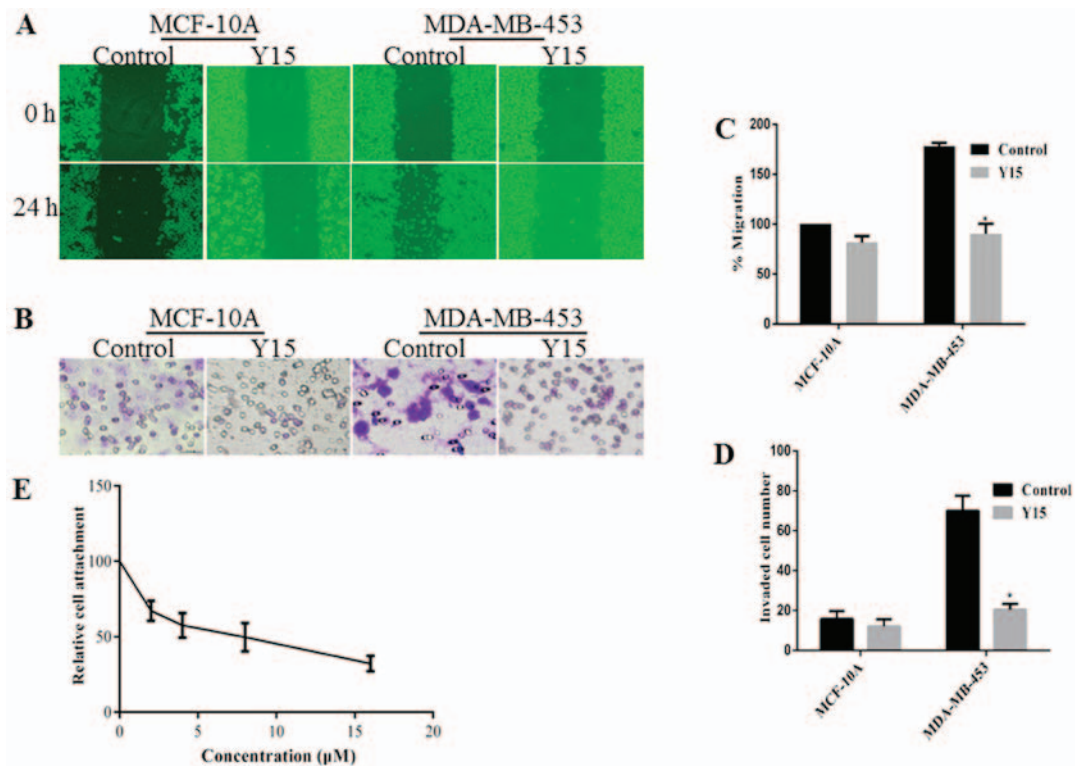 A
MCF-10A MDA-MB-453
Control Y15 Control Y15
0 h
24 h
B
MCF-10A MDA-MB-453
Control Y15 Control Y15
C
200
150
100
50
0
% Migration
Control
Y15
*
MCF-10A
MDA-MB-453
D
100
80
60
40
20
0
Invaded cell number
Control
Y15
*
MCF-10A
MDA-MB-453
E
150
100
50
0
Relative cell attachment
0 5 10 15 20
Concentration (µM)